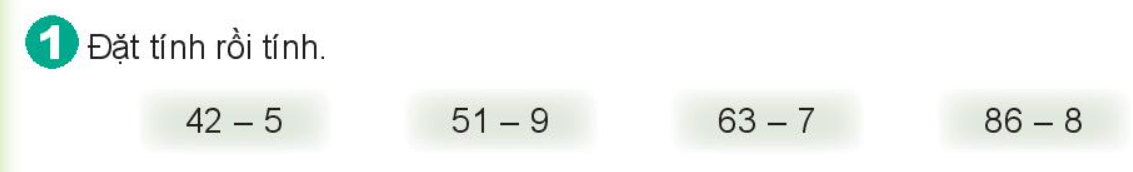 1 Đặt tính rồi tính.
42 – 5 51 – 9 63 – 7 86 – 8